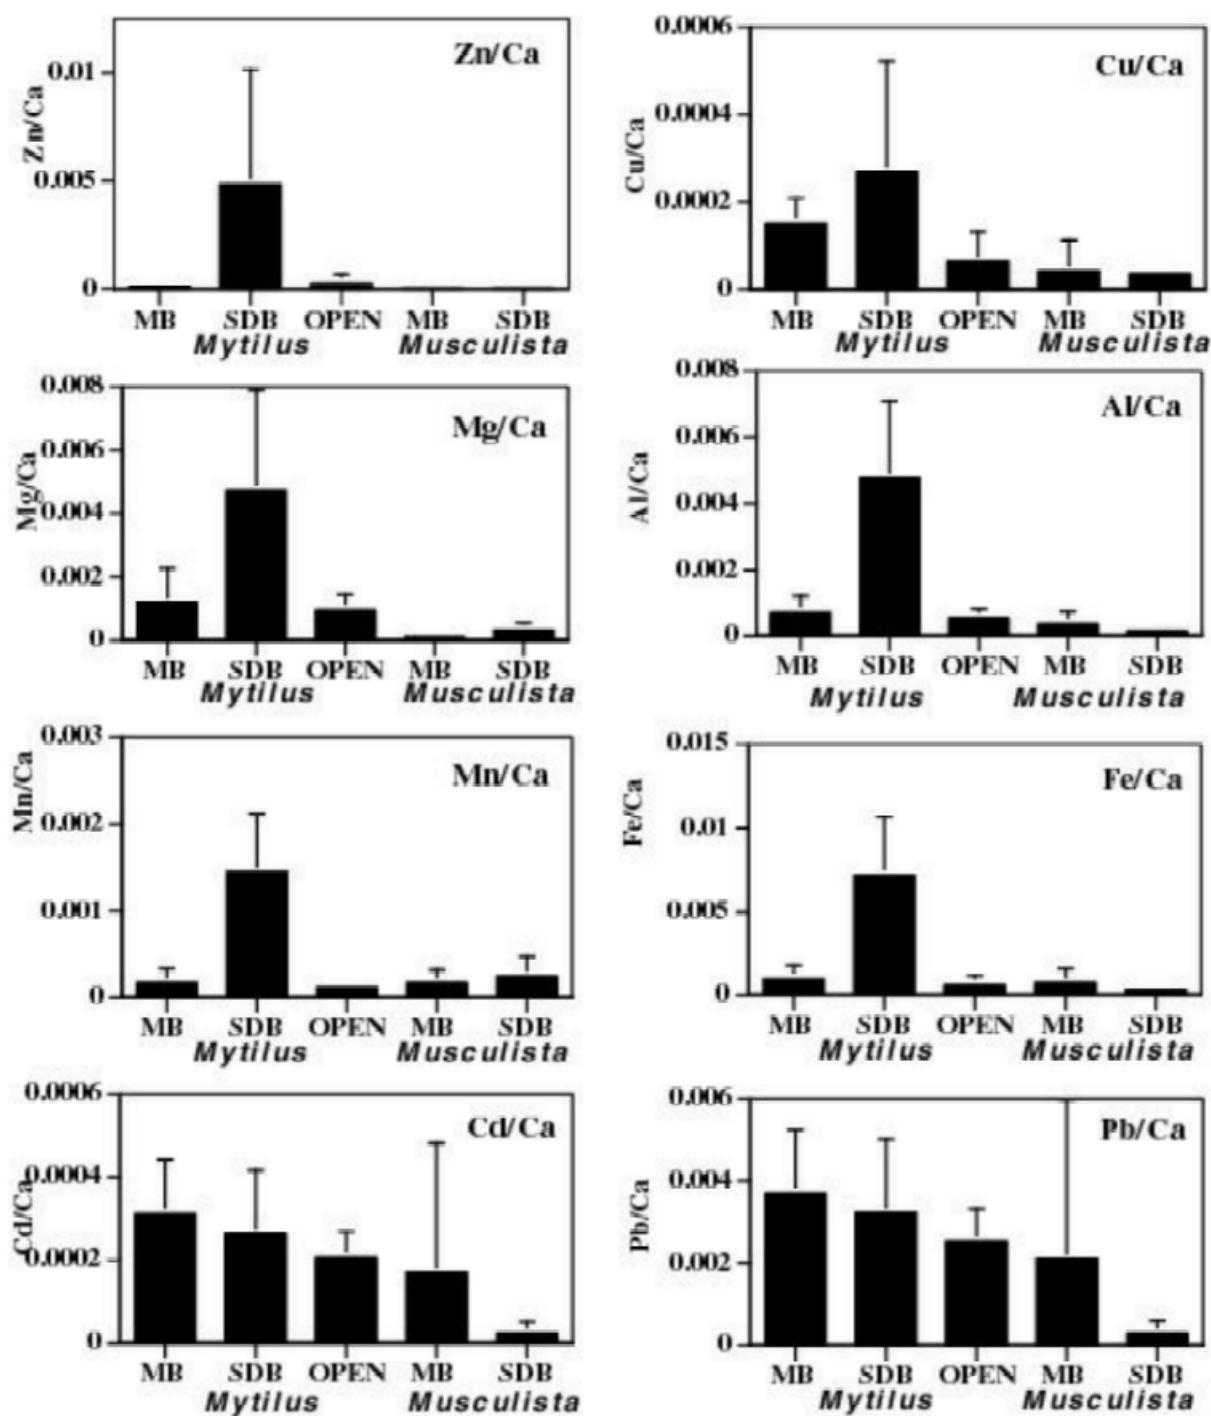 Zn/Ca
Zn/Ca
0.01
0.005
0
MB SDB OPEN MB SDB
Mytilus Musculista
Cu/Ca
Cu/Ca
0.0006
0.0004
0.0002
0
MB SDB OPEN MB SDB
Mytilus Musculista
Mg/Ca
Mg/Ca
0.008
0.006
0.004
0.002
0
MB SDB OPEN MB SDB
Mytilus Musculista
Al/Ca
Al/Ca
0.008
0.006
0.004
0.002
0
MB SDB OPEN MB SDB
Mytilus Musculista
Mn/Ca
Mn/Ca
0.003
0.002
0.001
0
MB SDB OPEN MB SDB
Mytilus Musculista
Fe/Ca
Fe/Ca
0.015
0.01
0.005
0
MB SDB OPEN MB SDB
Mytilus Musculista
Cd/Ca
Cd/Ca
0.0006
0.0004
0.0002
0
MB SDB OPEN MB SDB
Mytilus Musculista
Pb/Ca
Pb/Ca
0.006
0.004
0.002
0
MB SDB OPEN MB SDB
Mytilus Musculista